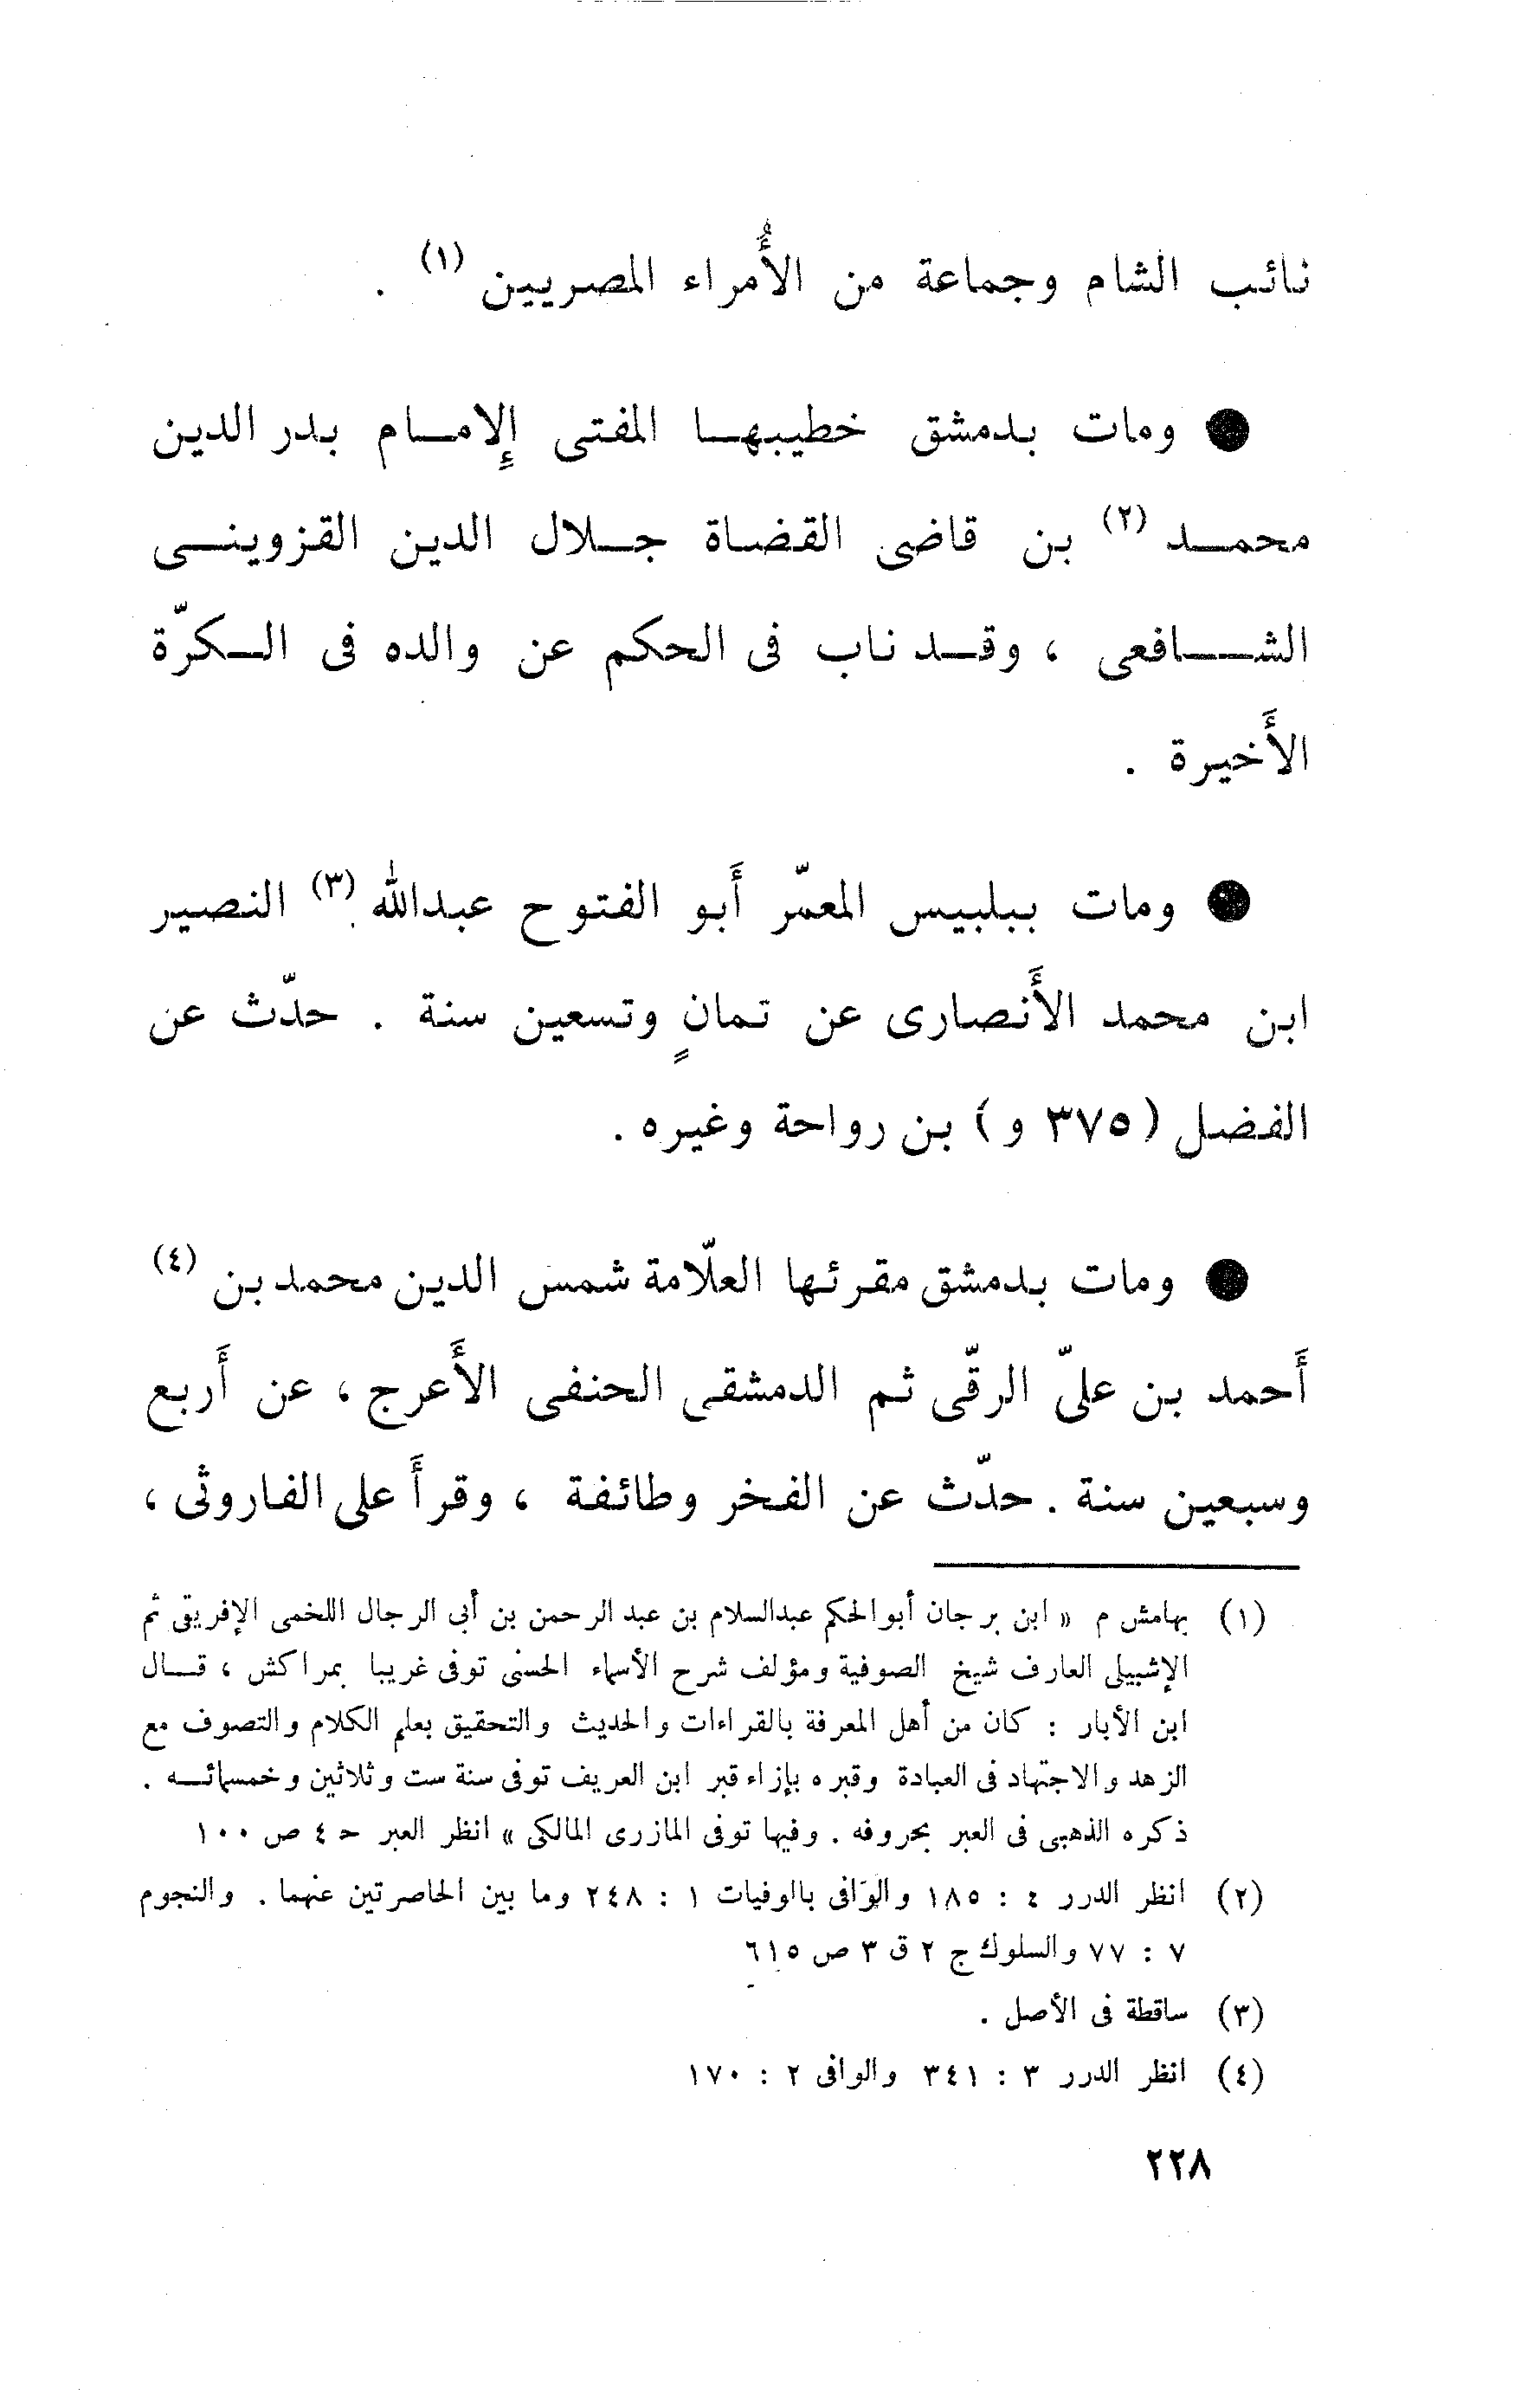 نائب الشام وجماعة من الأُمراء المصريين (١) .
● ومات بدمشق خطيبها المفتى الإِمام بدر الدين
محمد (٢) بن قاضى القضاة جلال الدين القزوينى
الشافعى ، وقد ناب فى الحكم عن والده فى الكرّة
الأَخيرة .
● ومات ببلبيس المعمّر أَبو الفتوح عبدالله (٣) النصير
ابن محمد الأَنصارى عن تمانٍ وتسعين سنة . حدّث عن
الفضل (٣٧٥ و) بن رواحة وغيره .
● ومات بدمشق مقرئها العلّامة شمس الدين محمد بن (٤)
أَحمد بن علىّ الرقّى ثم الدمشقى الحنفى الأَعرج ، عن أَربع
وسبعين سنة . حدّث عن الفخر وطائفة ، وقرأَ على الفاروثى ،
(١) بهامش م « ابن برجان أبوالحكم عبدالسلام بن عبد الرحمن بن أبى الرجال اللخمى الإفريقى ثم
الإشبيلى العارف شيخ الصوفية ومؤلف شرح الأسماء الحسنى توفى غريبا بمراكش ، قال
ابن الأبار : كان من أهل المعرفة بالقراءات والحديث والتحقيق بعلم الكلام والتصوف مع
الزهد والاجتهاد فى العبادة وقبره بإزاء قبر ابن العريف توفى سنة ست وثلاثين وخمسمائه .
ذكره الذهبى فى العبر بحروفه . وفيها توفى المازرى المالكى » انظر العبر ح ٤ ص ١٠٠
(٢) انظر الدرر ٤ : ١٨٥ والوَافى بالوفيات ١ : ٢٤٨ وما بين الحاصرتين عنهما . والنجوم
٧ : ٧٧ والسلوك ج ٢ ق ٣ ص ٦١٥
(٣) ساقطة فى الأصل .
(٤) انظر الدرر ٣ : ٣٤١ والوافى ٢ : ١٧٠
٢٢٨